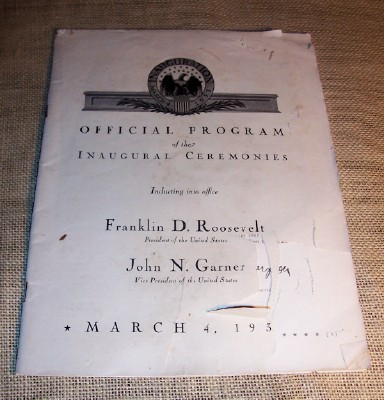 INAUGURATION
OFFICIAL PROGRAM
of the
INAUGURAL CEREMONIES
Inducting into office
Franklin D. Roosevelt
President of the United States
John N. Garner
Vice President of the United States
★ MARCH 4, 193